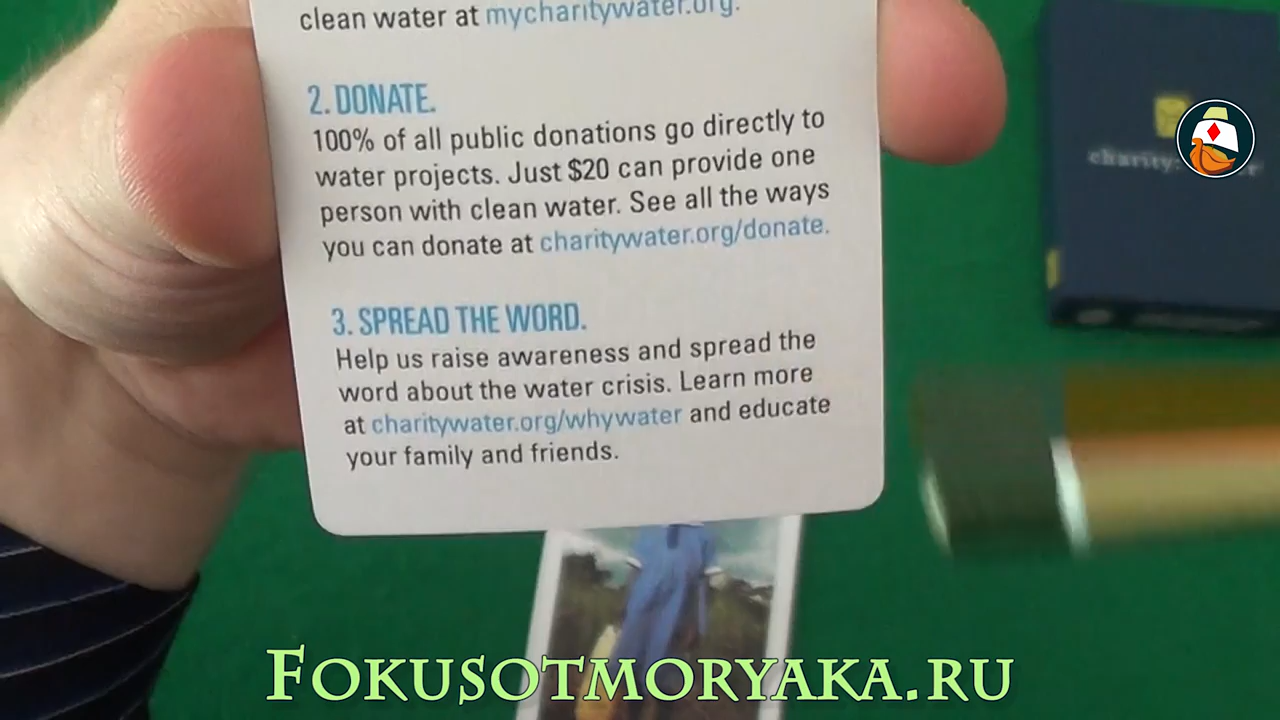 clean water at mycharitywater.org.
2. DONATE.
100% of all public donations go directly to
water projects. Just $20 can provide one
person with clean water. See all the ways
you can donate at charitywater.org/donate.
3. SPREAD THE WORD.
Help us raise awareness and spread the
word about the water crisis. Learn more
at charitywater.org/whywater and educate
your family and friends.
charity:
FOKUSOTMORYAKA.RU